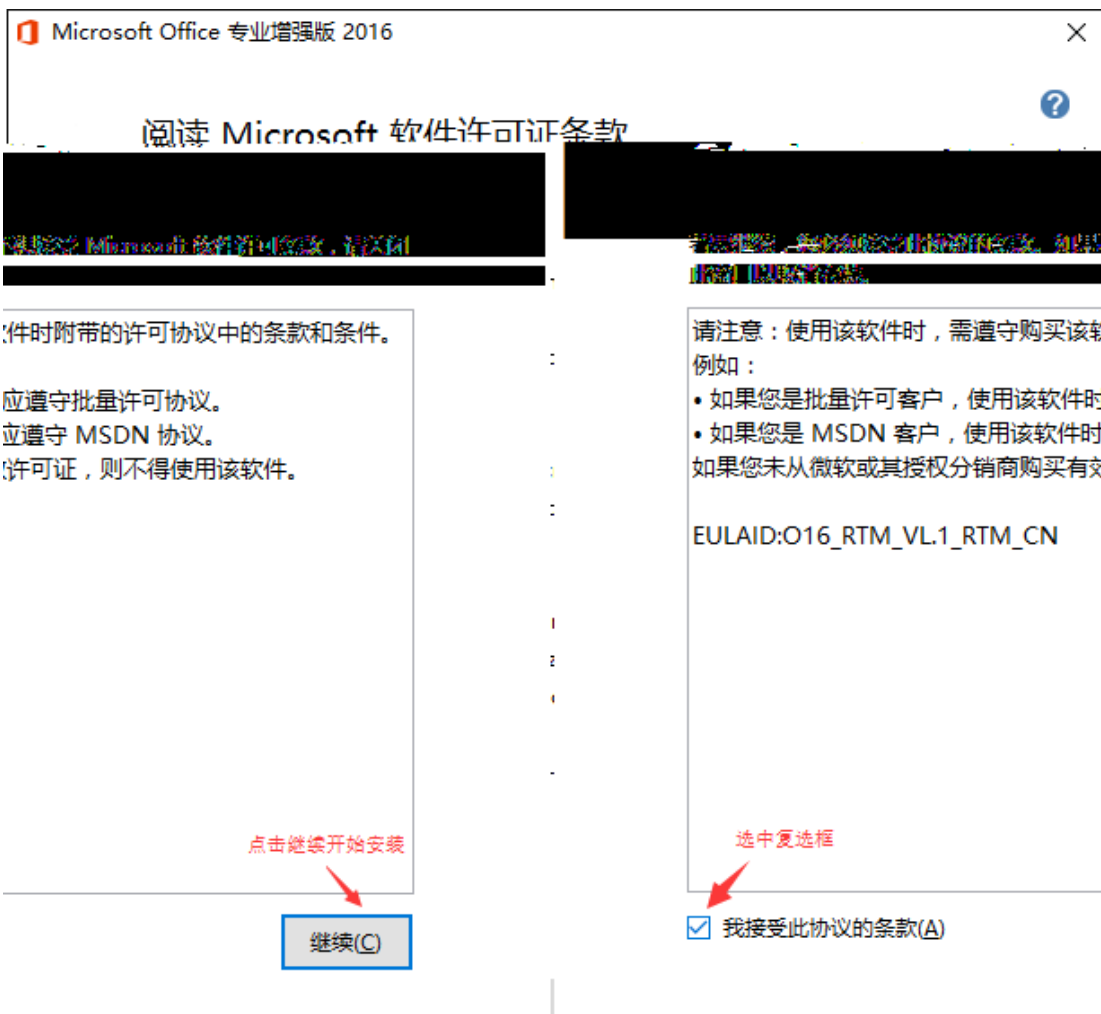 Microsoft Office 专业增强版 2016
阅读 Microsoft 软件许可证条款
Microsoft 软件许可
件时附带的许可协议中的条款和条件。
应遵守批量许可协议。
应遵守 MSDN 协议。
许可证，则不得使用该软件。
点击继续开始安装
继续(C)
请注意：使用该软件时，需遵守购买该
例如：
• 如果您是批量许可客户，使用该软件时
• 如果您是 MSDN 客户，使用该软件时
如果您未从微软或其授权分销商购买有
EULAID:O16_RTM_VL.1_RTM_CN
选中复选框
我接受此协议的条款(A)